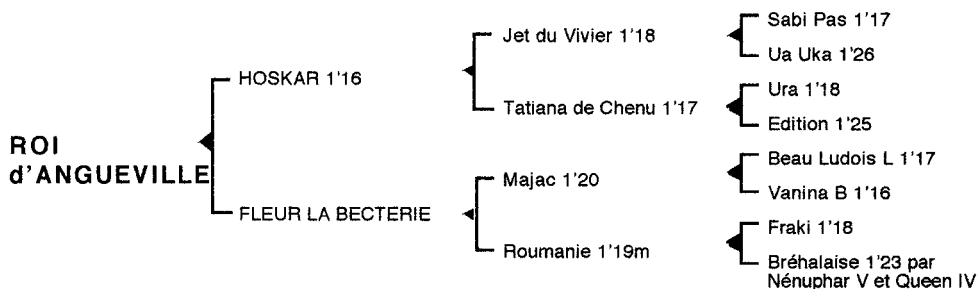 Sabi Pas 1'17
Jet du Vivier 1'18
Ua Uka 1'26
HOSKAR 1'16
Ura 1'18
Tatiana de Chenu 1'17
Edition 1'25
ROI
d'ANGUEVILLE
Beau Ludois L 1'17
Majac 1'20
Vanina B 1'16
FLEUR LA BECTERIE
Fraki 1'18
Roumanie 1'19m
Bréhalaise 1'23 par
Nénuphar V et Queen IV